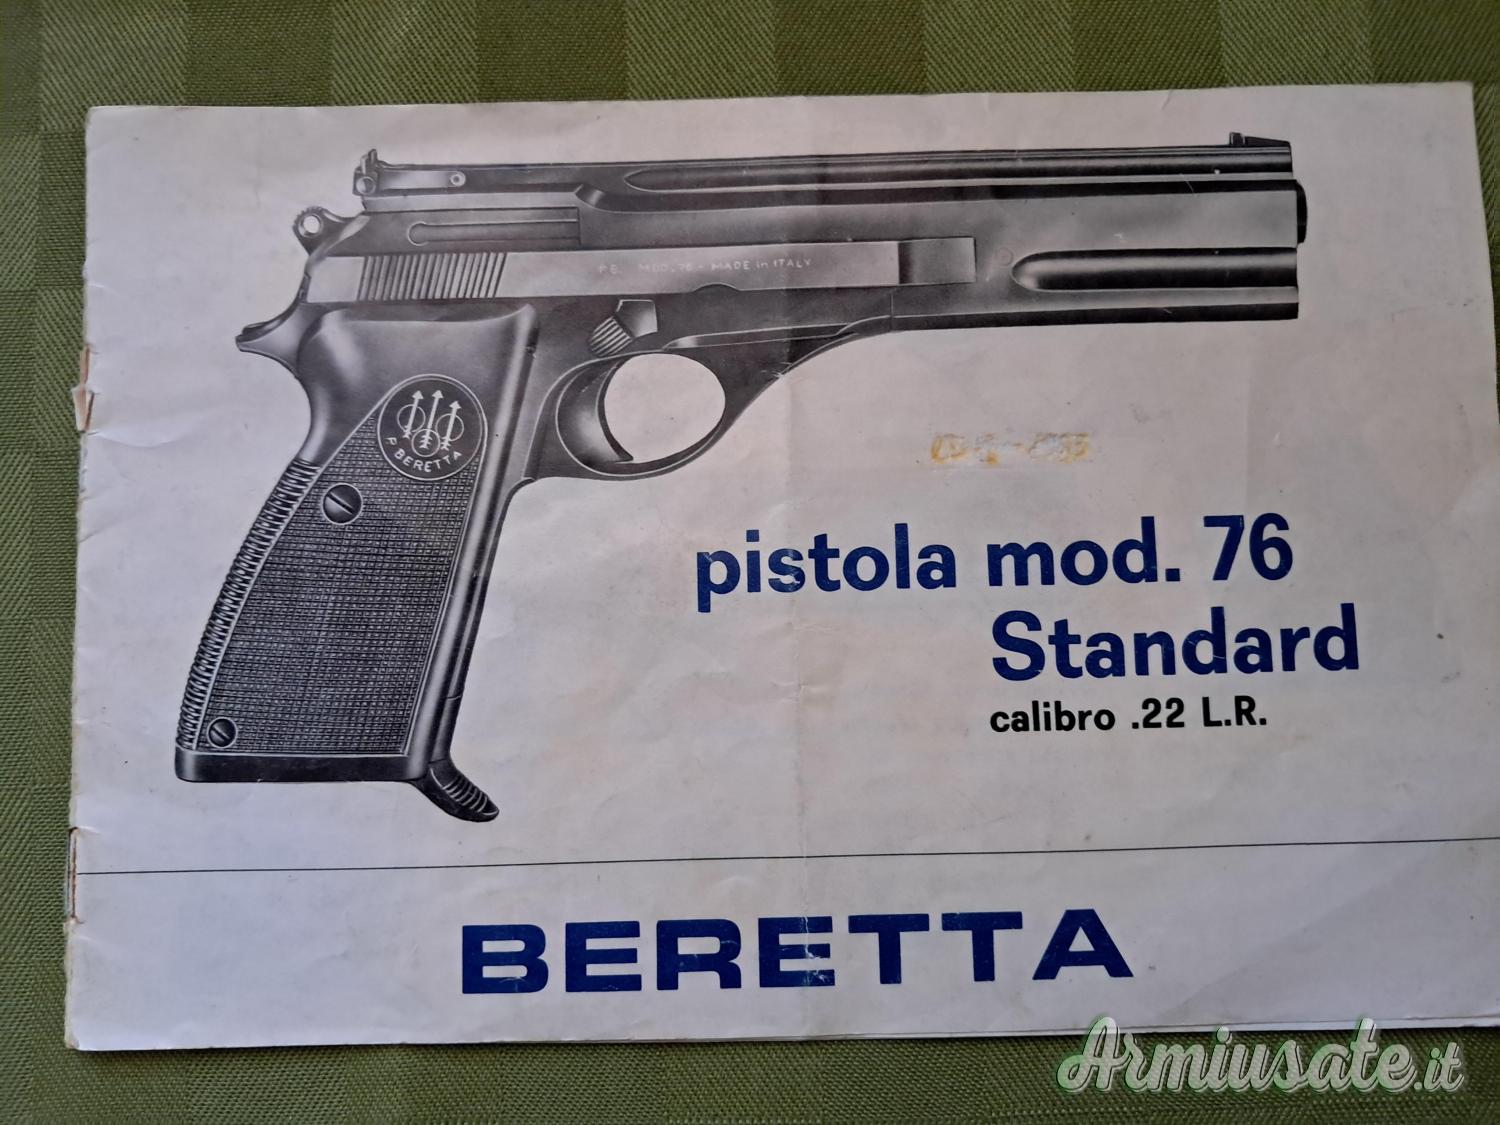 P.B. MOD. 76 - MADE in ITALY
P. BERETTA
pistola mod. 76
Standard
calibro .22 L.R.
BERETTA
Armiusate.it